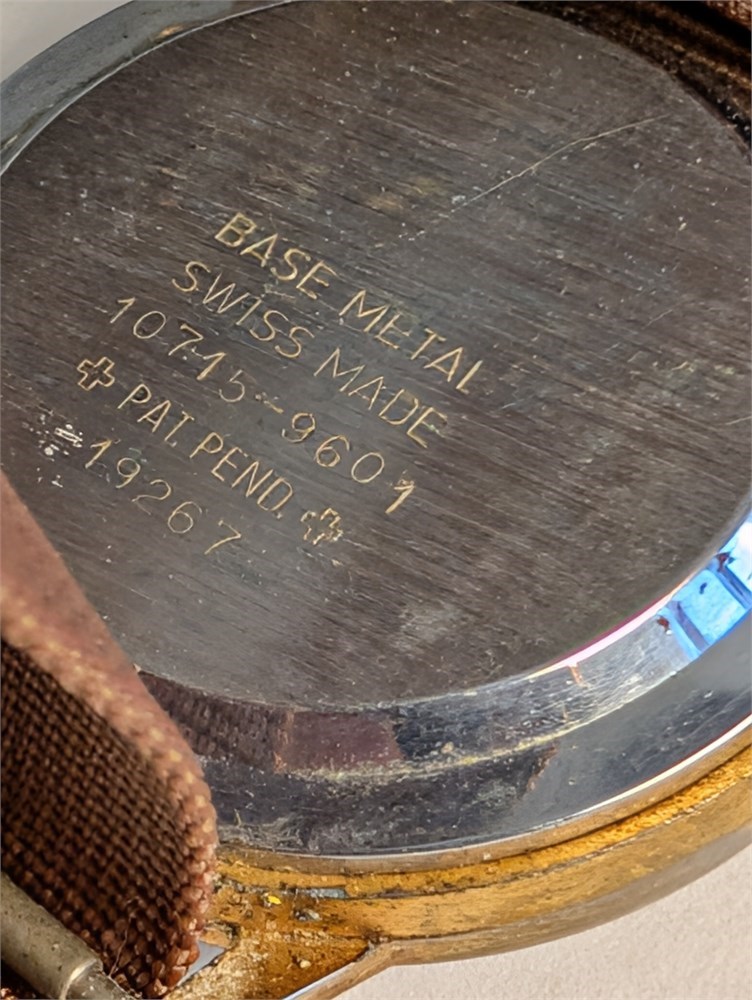 BASE METAL
SWISS MADE
10715-9601
PAT. PEND.
19267